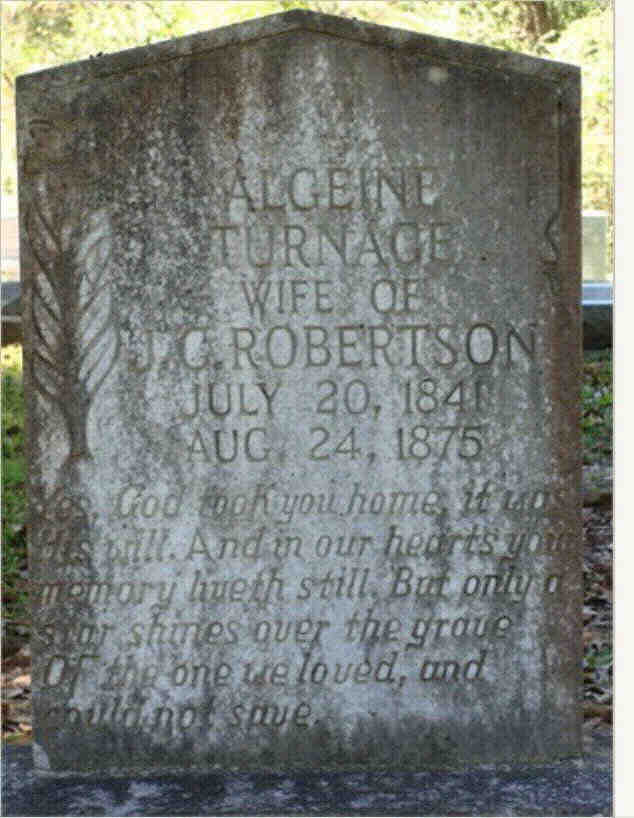 ALGEINE
TURNAGE
WIFE OF
J.C. ROBERTSON
JULY 20, 1841
AUG. 24, 1875
Yes, God took you home, it was
His will. And in our hearts your
memory liveth still. But only a
star shines over the grave
Of the one we loved, and
could not save.